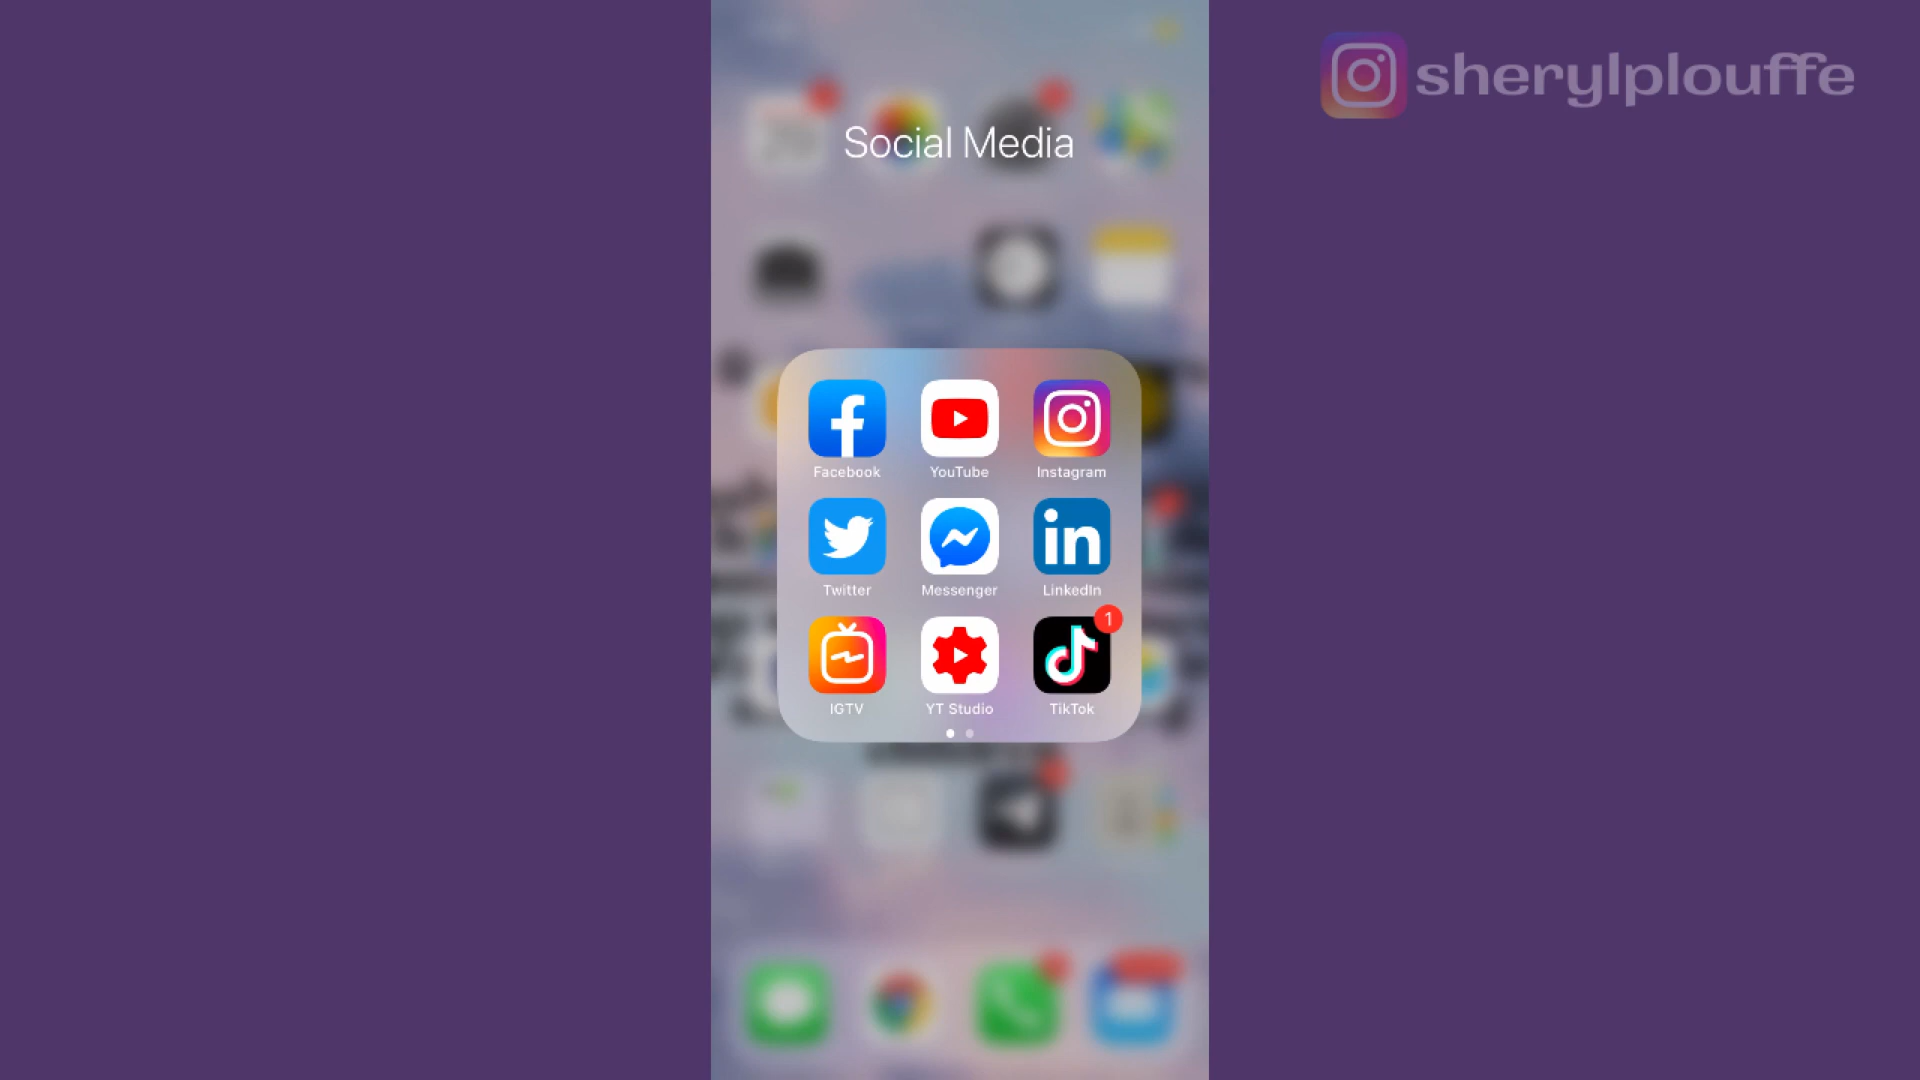 sherylplouffe
Social Media
Facebook YouTube Instagram
Twitter Messenger LinkedIn
1
IGTV YT Studio TikTok